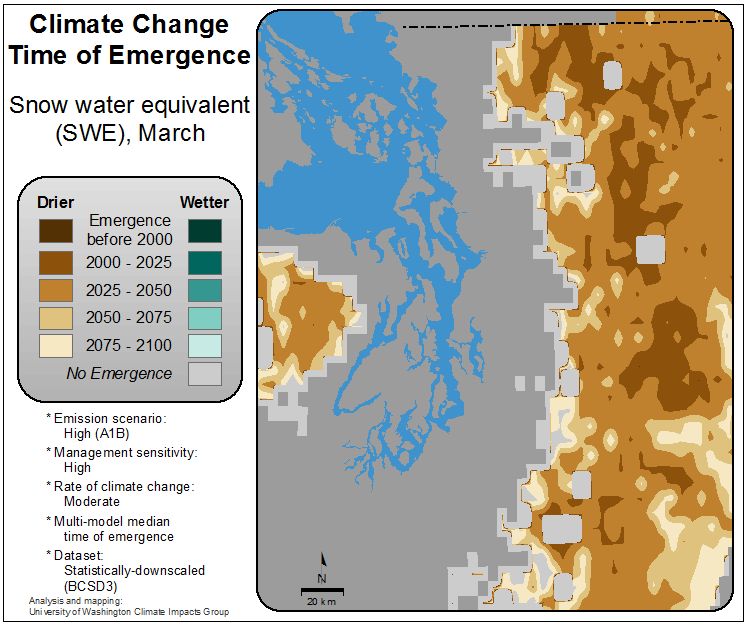 Climate Change
Time of Emergence
Snow water equivalent
(SWE), March
Drier
Wetter
Emergence
before 2000
2000 - 2025
2025 - 2050
2050 - 2075
2075 - 2100
No Emergence
* Emission scenario:
High (A1B)
* Management sensitivity:
High
* Rate of climate change:
Moderate
* Multi-model median
time of emergence
* Dataset:
Statistically-downscaled
(BCSD3)
Analysis and mapping:
University of Washington Climate Impacts Group
N
20 km